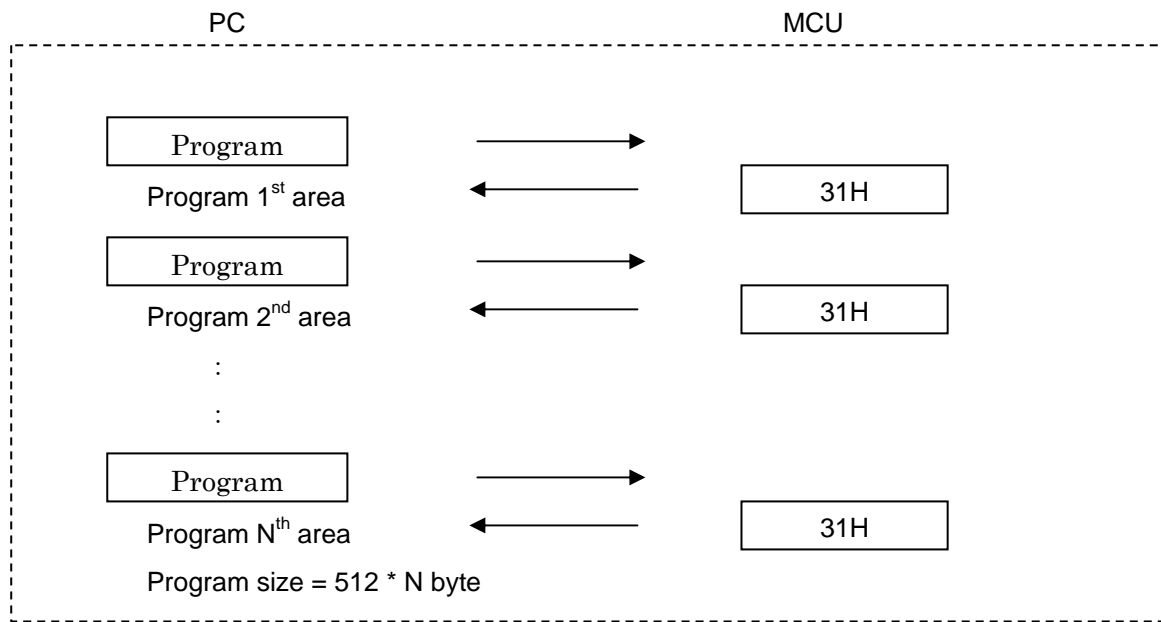 PC MCU
Program
Program 1st area 31H
Program
Program 2nd area 31H
:
:
Program
Program Nth area 31H
Program size = 512 * N byte